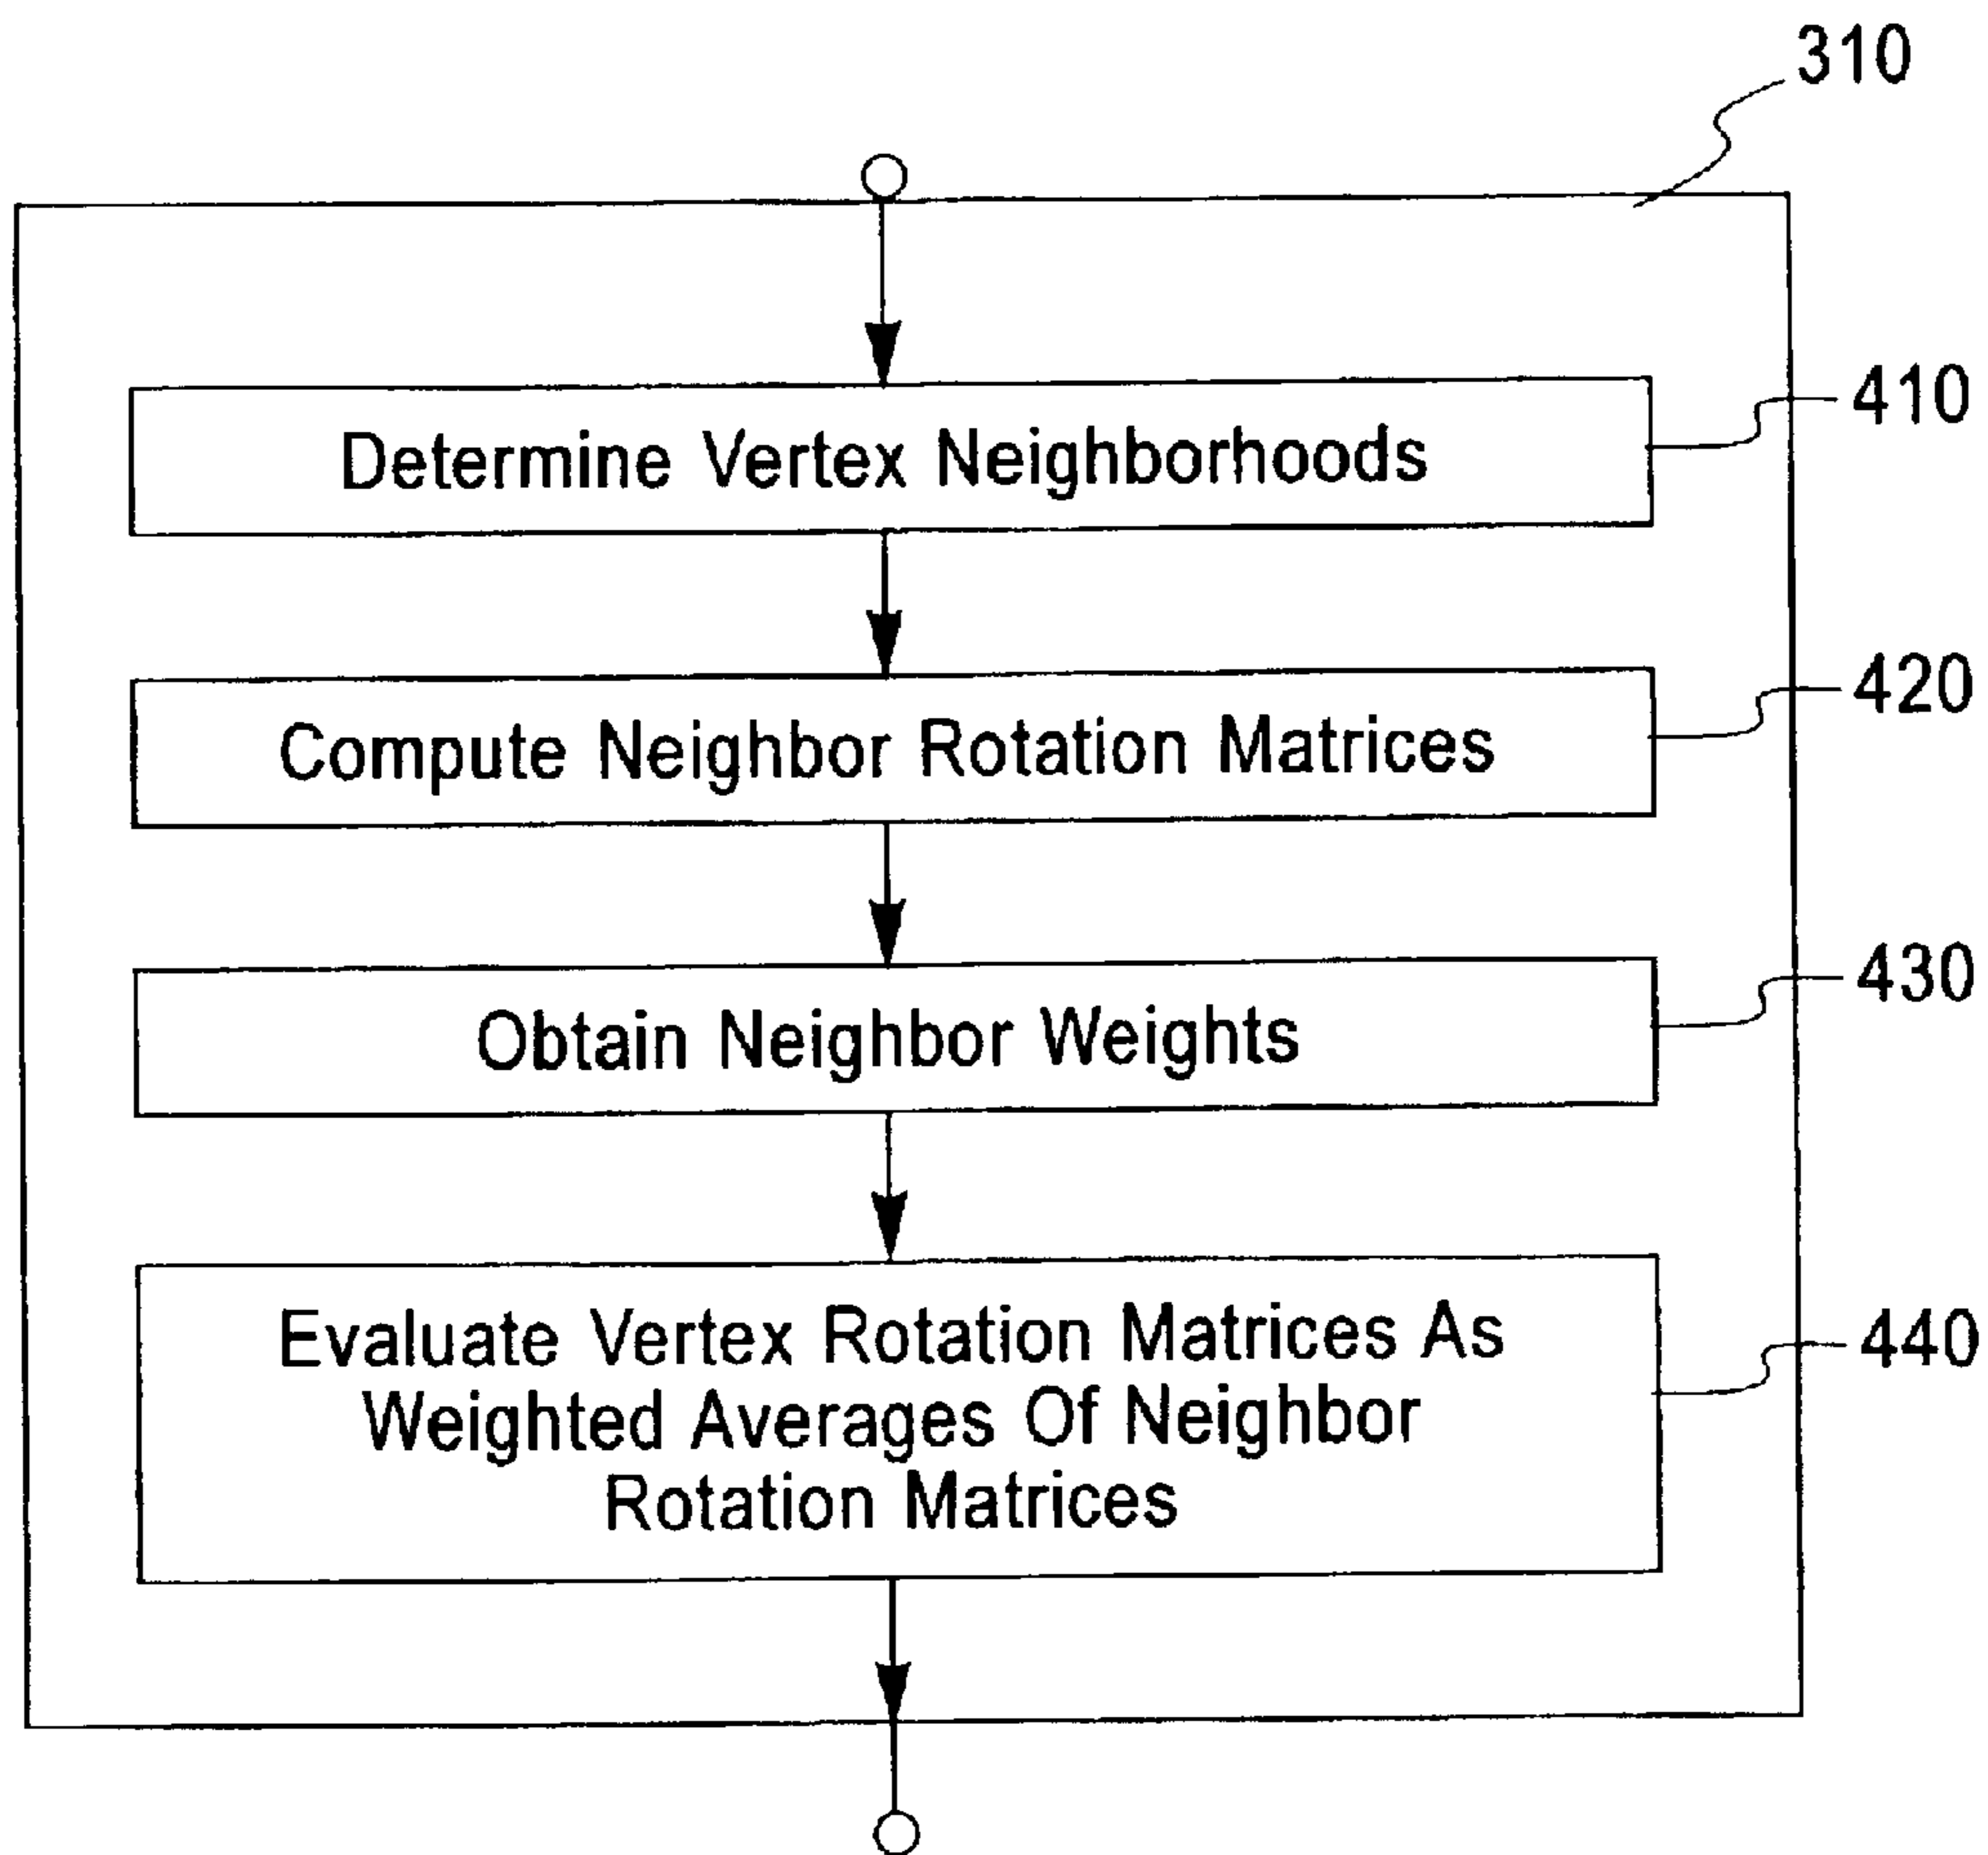 310
Determine Vertex Neighborhoods
410
Compute Neighbor Rotation Matrices
420
Obtain Neighbor Weights
430
Evaluate Vertex Rotation Matrices As
Weighted Averages Of Neighbor
Rotation Matrices
440